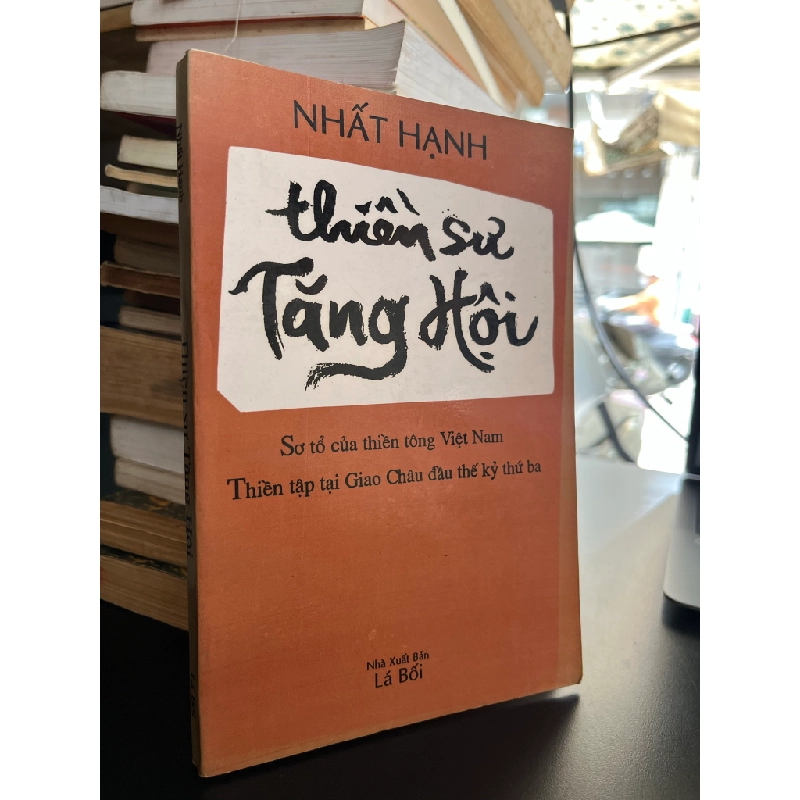 NHẤT HẠNH
thiền sư
Tăng Hội
Sơ tổ của thiền tông Việt Nam
Thiền tập tại Giao Châu đầu thế kỷ thứ ba
Nhà Xuất Bản
Lá Bối